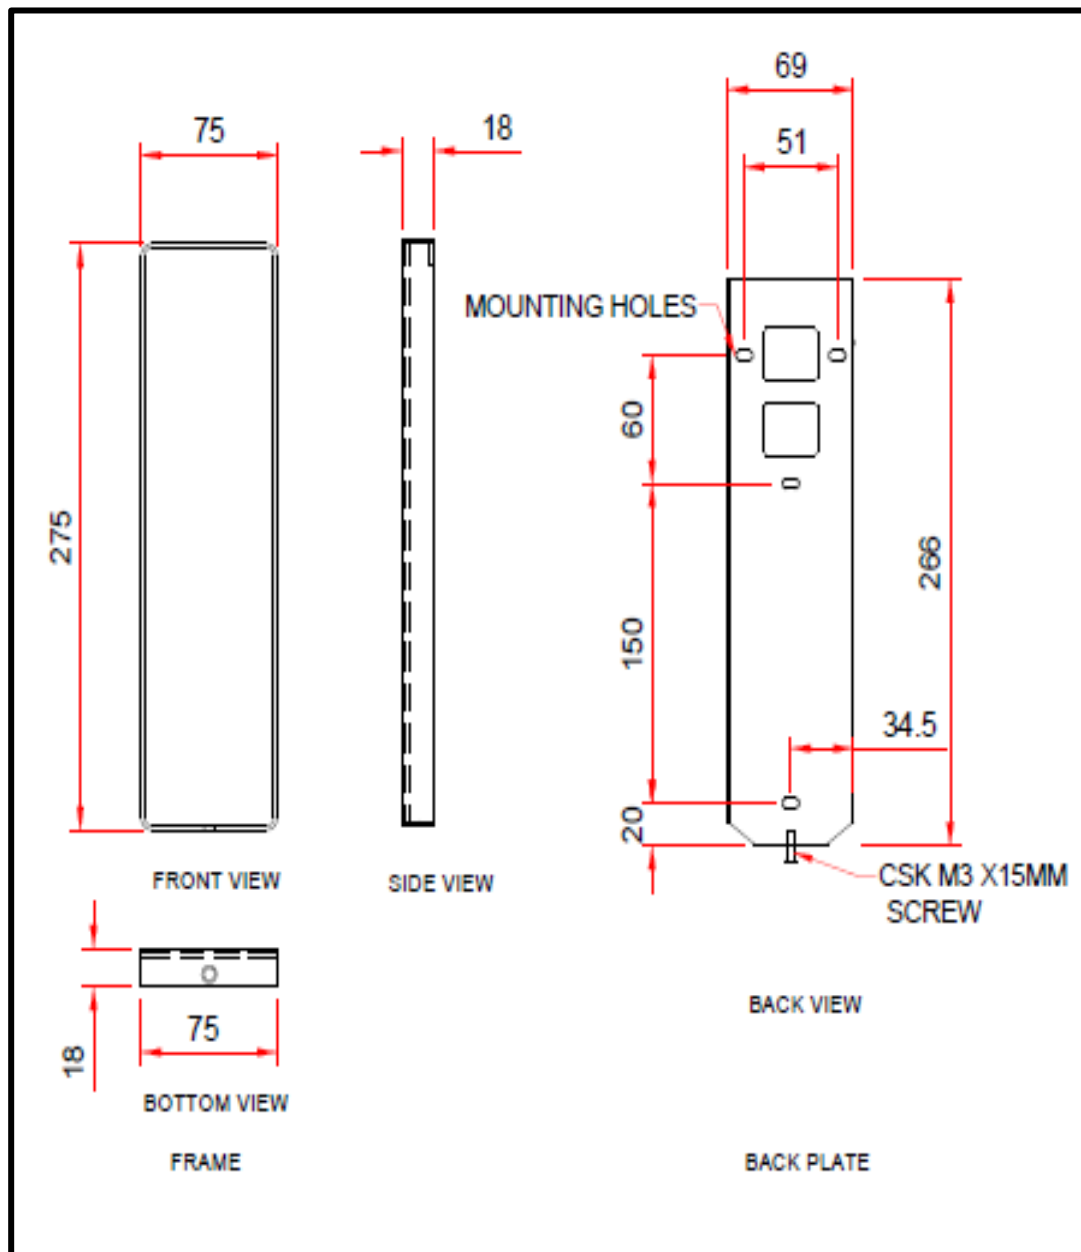 69
75
18
51
MOUNTING HOLES
60
275
266
150
34.5
20
FRONT VIEW
SIDE VIEW
CSK M3 X15MM
SCREW
18
75
BACK VIEW
BOTTOM VIEW
FRAME
BACK PLATE